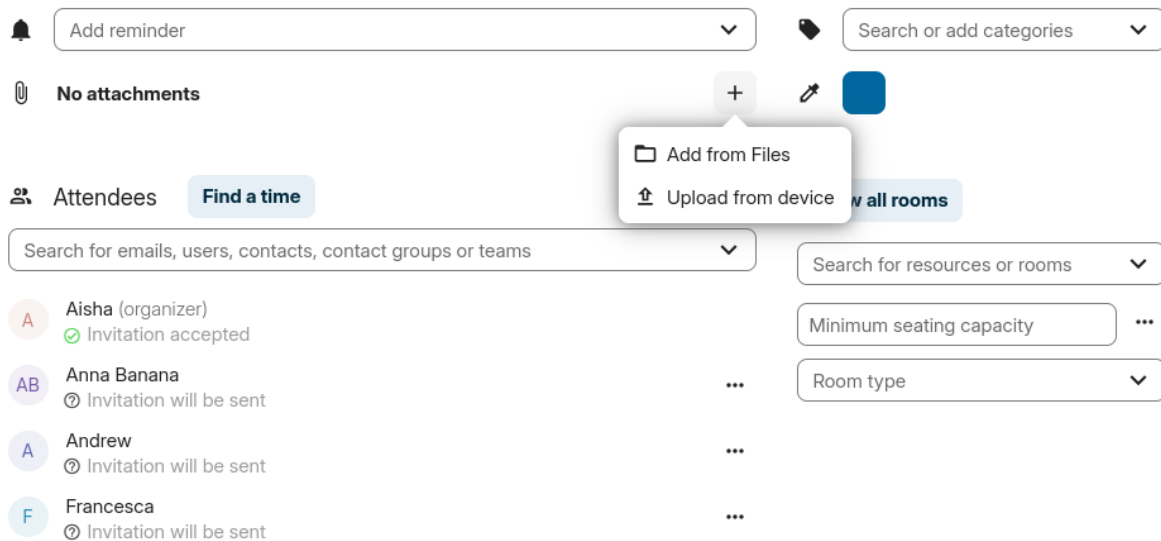 Add reminder
Search or add categories
No attachments
Add from Files
Upload from device
Attendees
Find a time
all rooms
Search for emails, users, contacts, contact groups or teams
Search for resources or rooms
A
Aisha (organizer)
Invitation accepted
Minimum seating capacity
AB
Anna Banana
Invitation will be sent
Room type
A
Andrew
Invitation will be sent
F
Francesca
Invitation will be sent